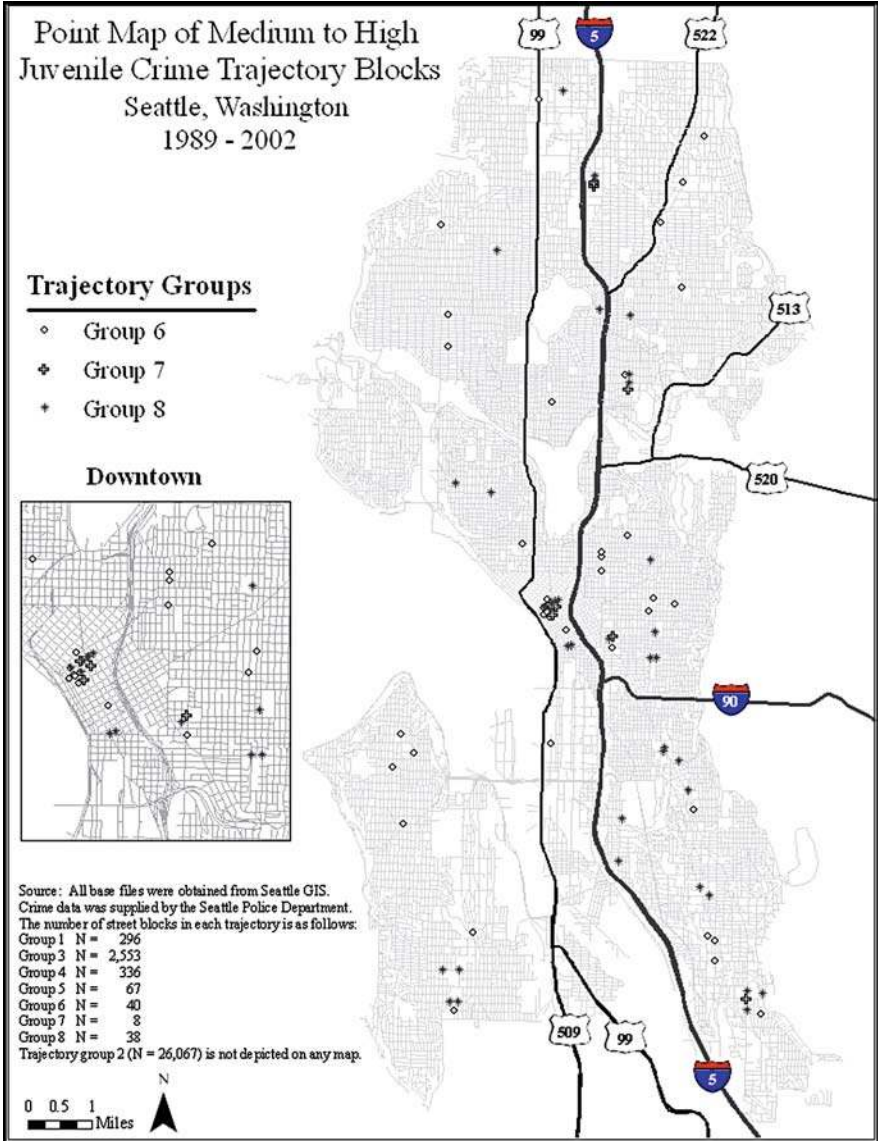 Point Map of Medium to High
Juvenile Crime Trajectory Blocks
Seattle, Washington
1989 - 2002
99
5
522
Trajectory Groups
Group 6
Group 7
Group 8
513
Downtown
520
90
Source: All base files were obtained from Seattle GIS.
Crime data was supplied by the Seattle Police Department.
The number of street blocks in each trajectory is as follows:
Group 1 N = 296
Group 3 N = 2,553
Group 4 N = 336
Group 5 N = 67
Group 6 N = 40
Group 7 N = 8
Group 8 N = 38
Trajectory group 2 (N = 26,067) is not depicted on any map.
509
99
5
N
0 0.5 1
Miles